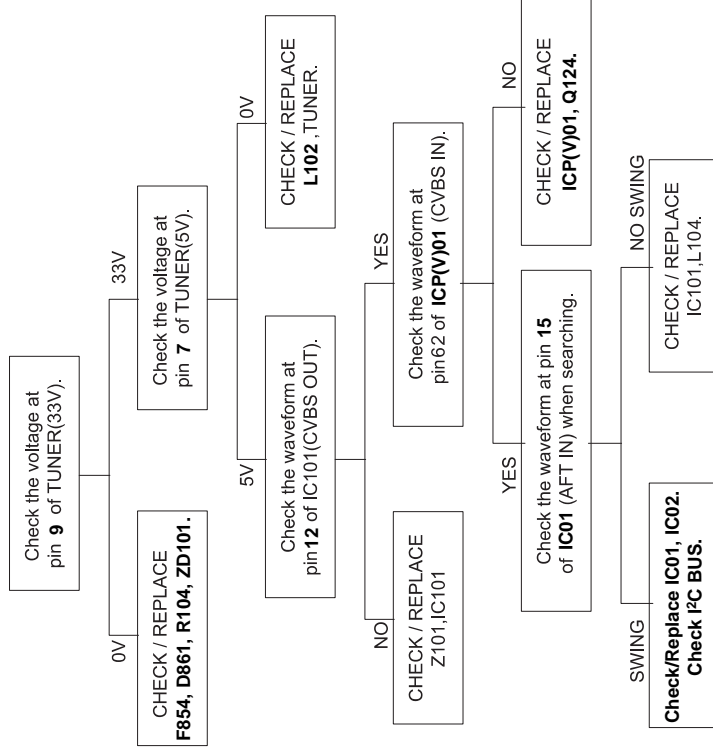 Check the voltage at
pin 9 of TUNER(33V).
0V
33V
CHECK / REPLACE
F854, D861, R104, ZD101.
Check the voltage at
pin 7 of TUNER(5V).
5V
0V
Check the waveform at
pin12 of IC101(CVBS OUT).
CHECK / REPLACE
L102 ,TUNER.
NO
YES
CHECK / REPLACE
Z101,IC101
Check the waveform at
pin62 of ICP(V)01 (CVBS IN).
YES
NO
Check the waveform at pin 15
of IC01 (AFT IN) when searching.
CHECK / REPLACE
ICP(V)01, Q124.
SWING
NO SWING
Check/Replace IC01, IC02.
Check I²C BUS.
CHECK / REPLACE
IC101,L104.